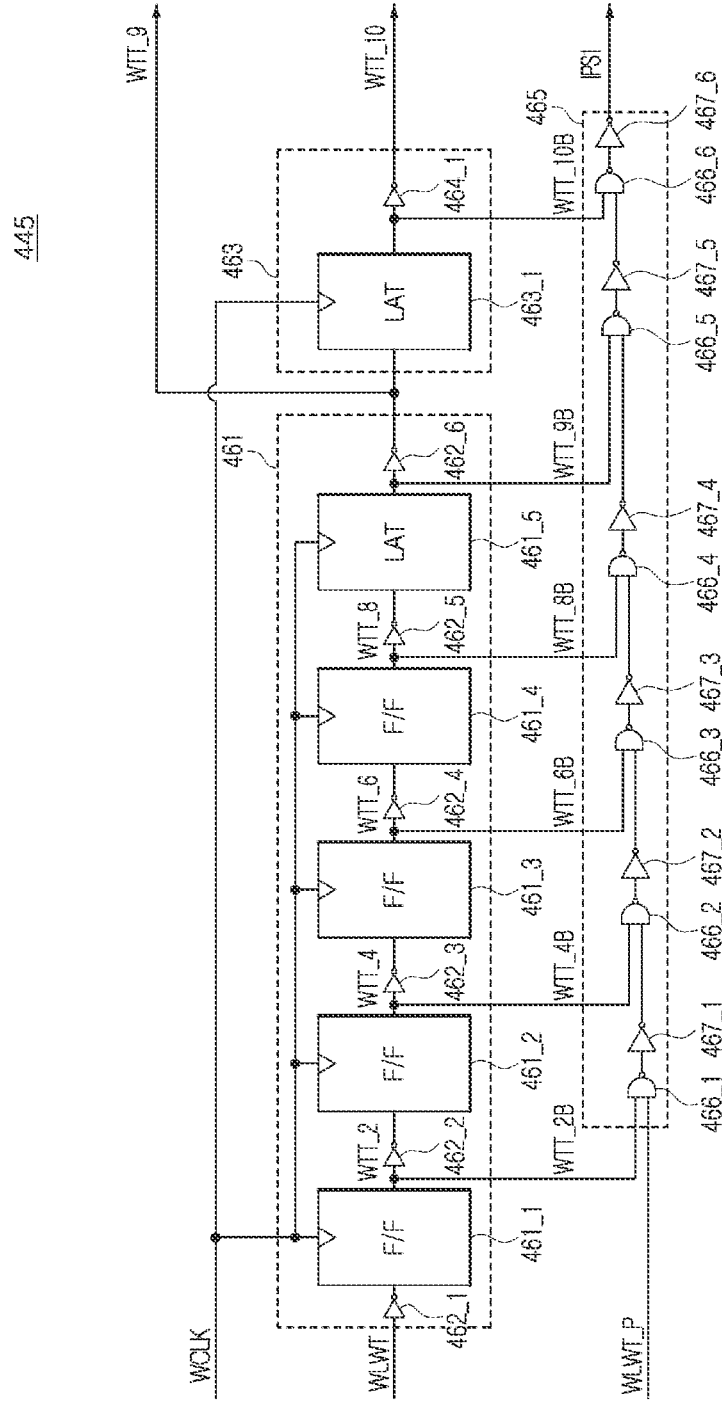 445
WTT_9
WTT_10
IPSI
WCLK
WLWT
WLWT_P
461
463
465
462_1
F/F
461_1
WTT_2
462_2
F/F
461_2
WTT_4
462_3
F/F
461_3
WTT_6
462_4
F/F
461_4
WTT_8
462_5
LAT
461_5
462_6
LAT
463_1
464_1
WTT_2B
WTT_4B
WTT_6B
WTT_8B
WTT_9B
WTT_10B
466_1
467_1
466_2
467_2
466_3
467_3
466_4
467_4
466_5
467_5
466_6
467_6